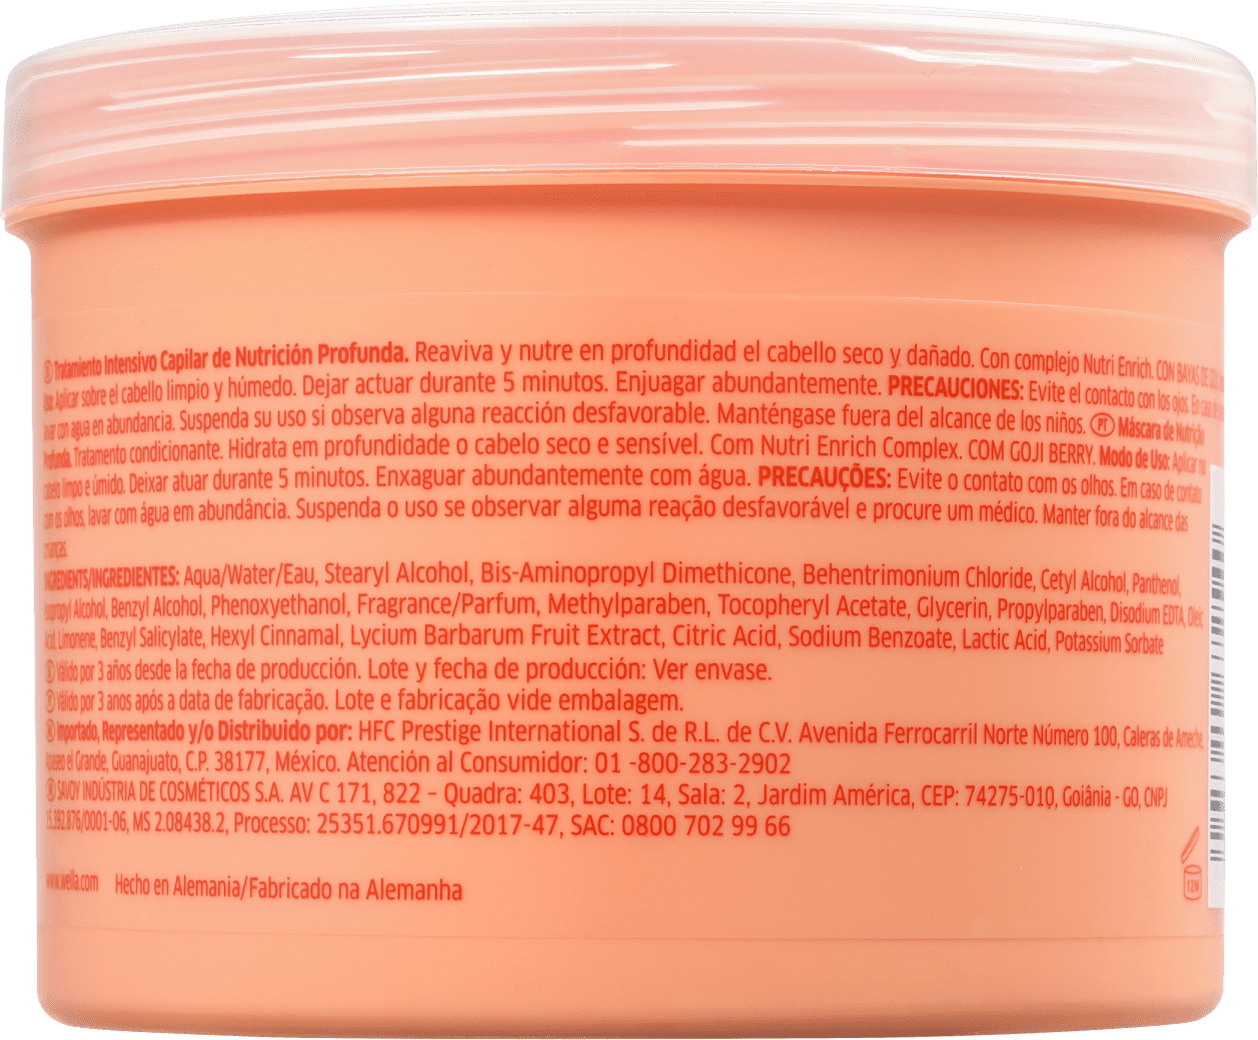 ES Tratamiento Intensivo Capilar de Nutrición Profunda. Reaviva y nutre en profundidad el cabello seco y dañado. Con complejo Nutri Enrich. CON BAYAS DE
Uso: Aplicar sobre el cabello limpio y húmedo. Dejar actuar durante 5 minutos. Enjuagar abundantemente. PRECAUCIONES: Evite el contacto con los ojos. En caso de
lavar con agua en abundancia. Suspenda su uso si observa alguna reacción desfavorable. Manténgase fuera del alcance de los niños. PT Máscara de Nutrição
Profunda. Tratamento condicionante. Hidrata em profundidade o cabelo seco e sensível. Com Nutri Enrich Complex. COM GOJI BERRY. Modo de Uso: Aplicar no
cabelo limpo e úmido. Deixar atuar durante 5 minutos. Enxaguar abundantemente com água. PRECAUÇÕES: Evite o contato com os olhos. Em caso de contato
com os olhos, lavar com água em abundância. Suspenda o uso se observar alguma reação desfavorável e procure um médico. Manter fora do alcance das
crianças.
INGREDIENTS/INGREDIENTES: Aqua/Water/Eau, Stearyl Alcohol, Bis-Aminopropyl Dimethicone, Behentrimonium Chloride, Cetyl Alcohol, Panthenol,
Isopropyl Alcohol, Benzyl Alcohol, Phenoxyethanol, Fragrance/Parfum, Methylparaben, Tocopheryl Acetate, Glycerin, Propylparaben, Disodium EDTA, Oleic
Acid, Limonene, Benzyl Salicylate, Hexyl Cinnamal, Lycium Barbarum Fruit Extract, Citric Acid, Sodium Benzoate, Lactic Acid, Potassium Sorbate
Válido por 3 años desde la fecha de producción. Lote y fecha de producción: Ver envase.
Válido por 3 anos após a data de fabricação. Lote e fabricação vide embalagem.
Importado, Representado y/o Distribuido por: HFC Prestige International S. de R.L. de C.V. Avenida Ferrocarril Norte Número 100, Caleras de Ameche,
Apaseo el Grande, Guanajuato, C.P. 38177, México. Atención al Consumidor: 01 -800-283-2902
SAVOY INDÚSTRIA DE COSMÉTICOS S.A. AV C 171, 822 - Quadra: 403, Lote: 14, Sala: 2, Jardim América, CEP: 74275-010, Goiânia - GO, CNPJ
15.392.876/0001-06, MS 2.08438.2, Processo: 25351.670991/2017-47, SAC: 0800 702 99 66
www.wella.com Hecho en Alemania/Fabricado na Alemanha
12M